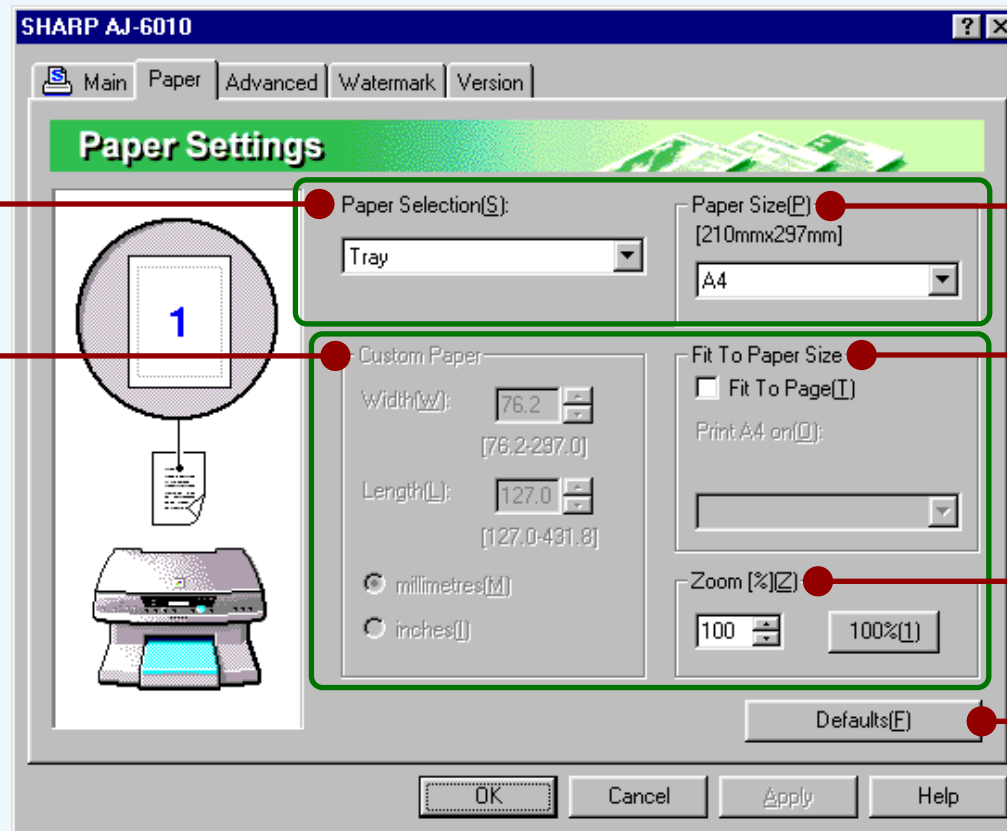 SHARP AJ-6010
Main Paper Advanced Watermark Version
Paper Settings
1
Paper Selection(S):
Tray
Paper Size(P)
[210mmx297mm]
A4
Custom Paper
Width(W):
76.2
[76.2-297.0]
Length(L):
127.0
[127.0-431.8]
millimetres(M)
inches(I)
Fit To Paper Size
Fit To Page(T)
Print A4 on(O):
Zoom [%](Z)
100
100%(1)
Defaults(F)
OK Cancel Apply Help